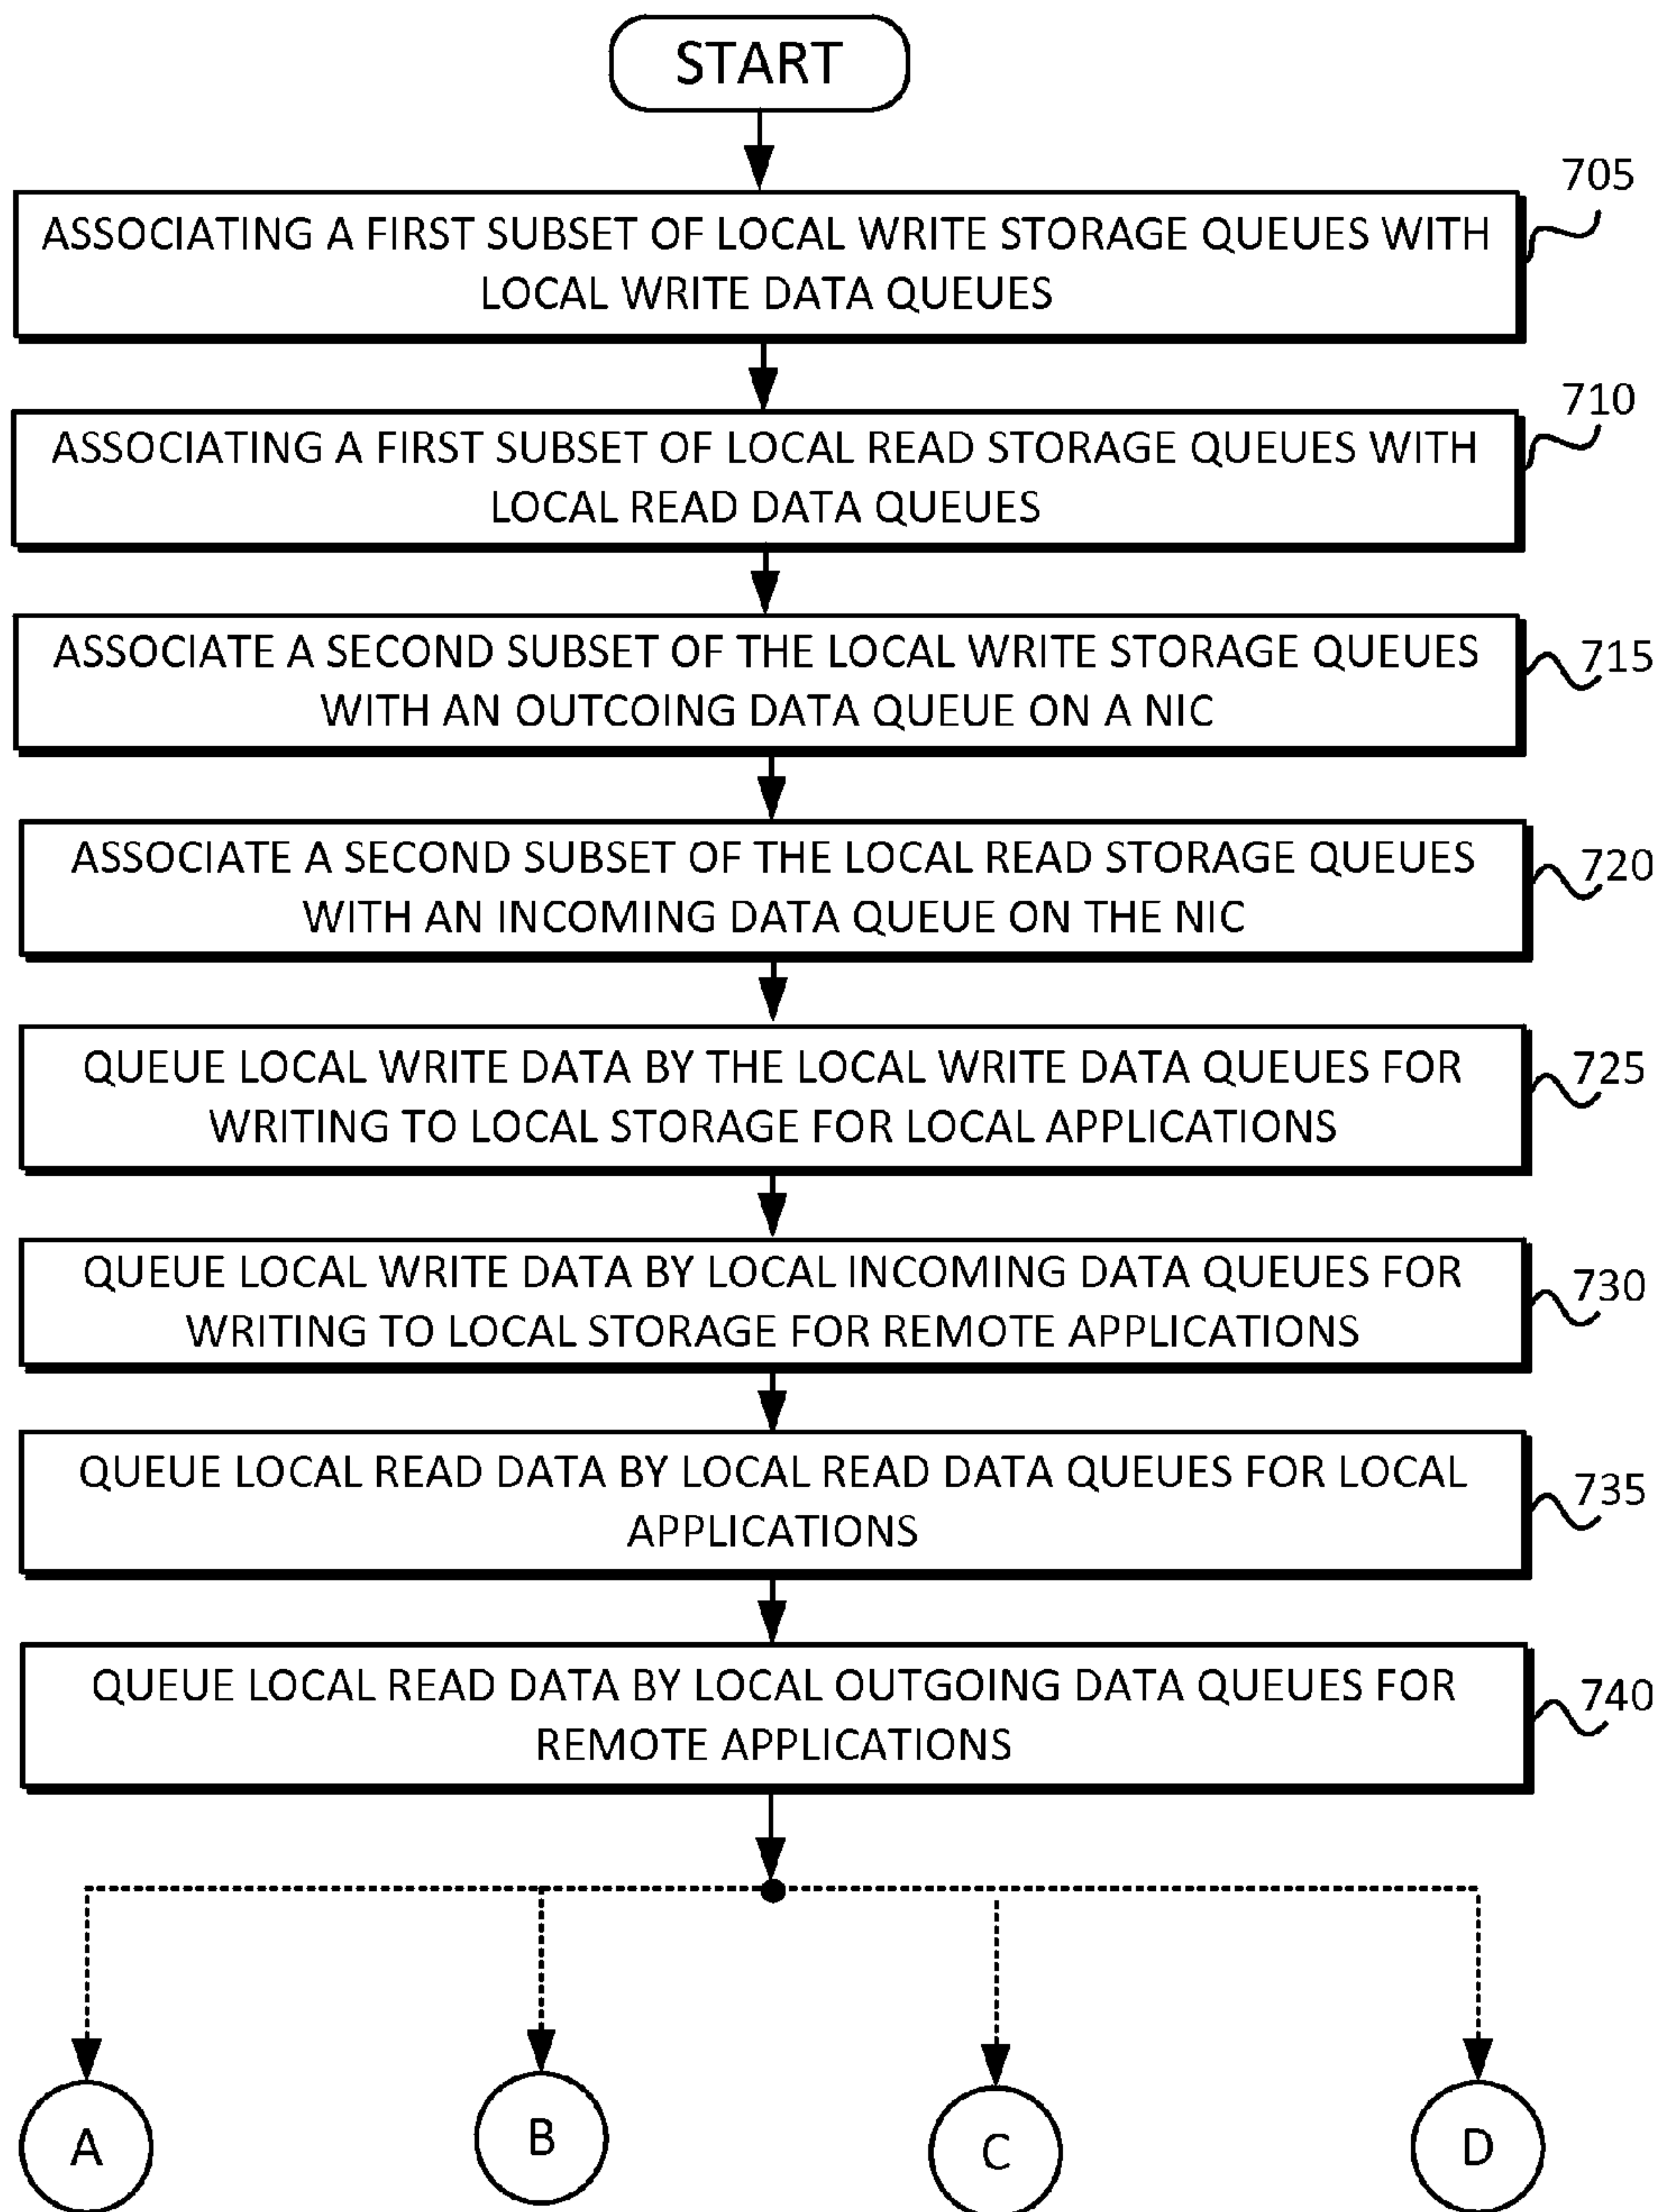 START
705
ASSOCIATING A FIRST SUBSET OF LOCAL WRITE STORAGE QUEUES WITH
LOCAL WRITE DATA QUEUES
710
ASSOCIATING A FIRST SUBSET OF LOCAL READ STORAGE QUEUES WITH
LOCAL READ DATA QUEUES
715
ASSOCIATE A SECOND SUBSET OF THE LOCAL WRITE STORAGE QUEUES
WITH AN OUTCOING DATA QUEUE ON A NIC
720
ASSOCIATE A SECOND SUBSET OF THE LOCAL READ STORAGE QUEUES
WITH AN INCOMING DATA QUEUE ON THE NIC
725
QUEUE LOCAL WRITE DATA BY THE LOCAL WRITE DATA QUEUES FOR
WRITING TO LOCAL STORAGE FOR LOCAL APPLICATIONS
730
QUEUE LOCAL WRITE DATA BY LOCAL INCOMING DATA QUEUES FOR
WRITING TO LOCAL STORAGE FOR REMOTE APPLICATIONS
735
QUEUE LOCAL READ DATA BY LOCAL READ DATA QUEUES FOR LOCAL
APPLICATIONS
740
QUEUE LOCAL READ DATA BY LOCAL OUTGOING DATA QUEUES FOR
REMOTE APPLICATIONS
A
B
C
D